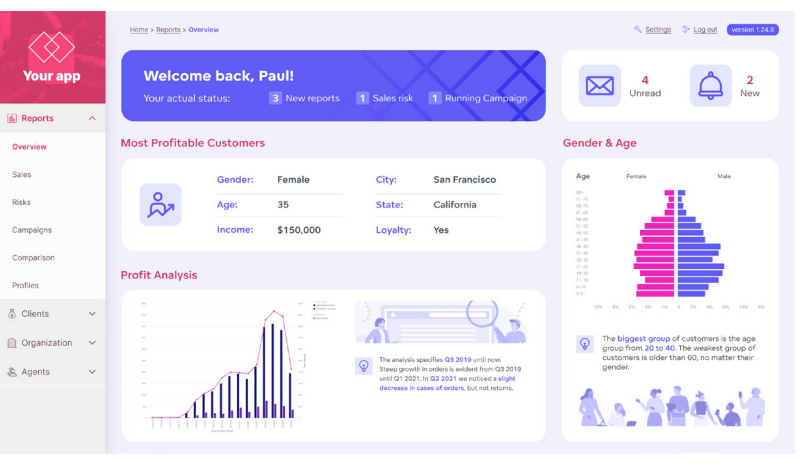 Home > Reports > Overview
Settings
Log out
version 1.24.6
Your app
Reports
Overview
Sales
Risks
Campaigns
Comparison
Profiles
Clients
Organization
Agents
Welcome back, Paul!
Your actual status: 3 New reports 1 Sales risk 1 Running Campaign
4
Unread
2
New
Most Profitable Customers
Gender: Female City: San Francisco
Age: 35 State: California
Income: $150,000 Loyalty: Yes
Profit Analysis
The analysis specifies Q3 2019 until now.
Steep growth in orders is evident from Q3 2019
until Q1 2021, in Q2 2021 we noticed a slight
decrease in cases of orders, but not returns.
Gender & Age
Age Female Male
The biggest group of customers is the age
group from 20 to 40. The weakest group of
customers is older than 60, no matter their
gender.